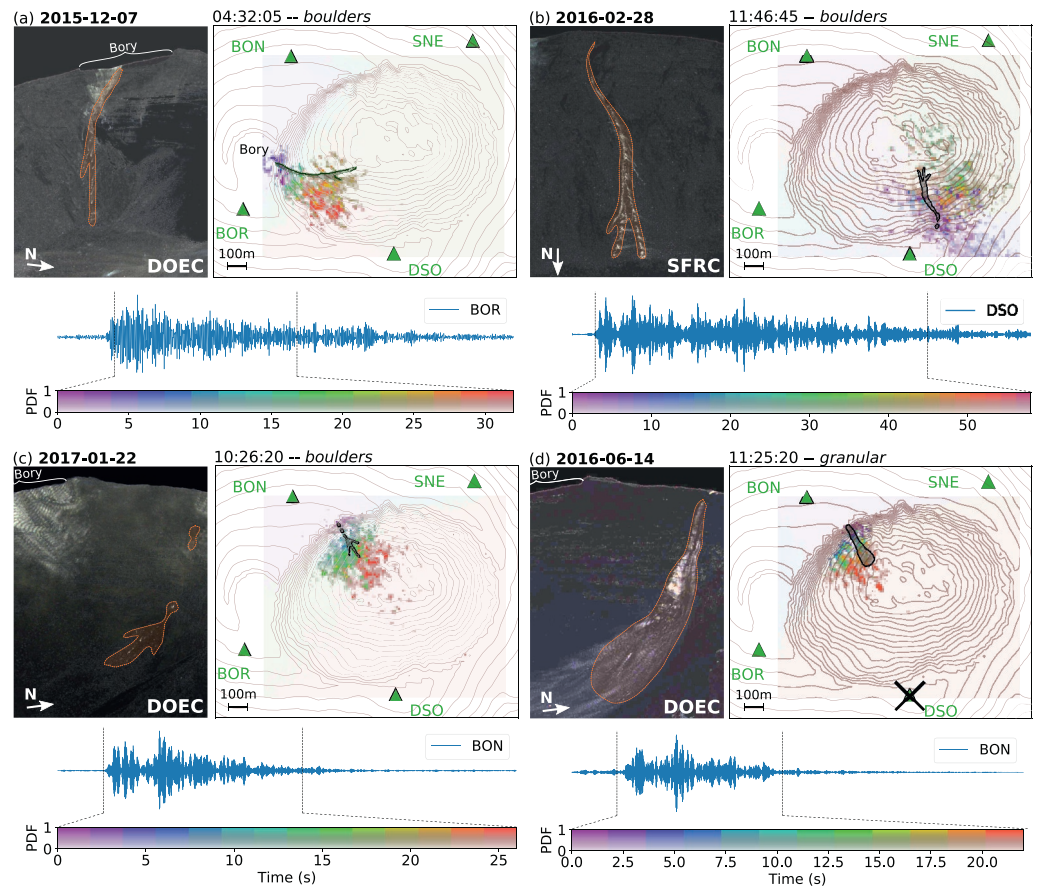 (a) 2015-12-07
04:32:05 -- boulders
Bory
N
DOEC
BON
SNE
Bory
BOR
DSO
100m
BOR
PDF
1
0
0 5 10 15 20 25 30
(b) 2016-02-28
11:46:45 – boulders
N
SFRC
BON
SNE
BOR
DSO
100m
DSO
PDF
1
0
0 10 20 30 40 50
(c) 2017-01-22
10:26:20 -- boulders
Bory
N
DOEC
BON
SNE
BOR
DSO
100m
BON
PDF
1
0
0 5 10 15 20 25
Time (s)
(d) 2016-06-14
11:25:20 – granular
N
DOEC
BON
SNE
BOR
DSO
100m
BON
PDF
1
0
0.0 2.5 5.0 7.5 10.0 12.5 15.0 17.5 20.0
Time (s)